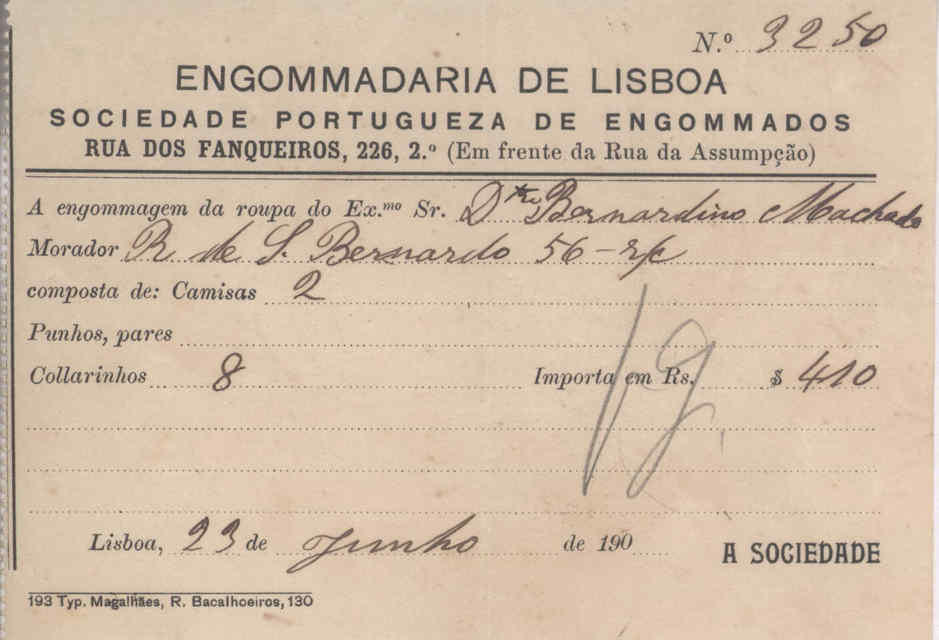 N.º 3250
ENGOMMADARIA DE LISBOA
SOCIEDADE PORTUGUEZA DE ENGOMMADOS
RUA DOS FANQUEIROS, 226, 2.º (Em frente da Rua da Assumpção)
A engommagem da roupa do Ex.mo Sr. Dtor Bernardino Machado
Morador R. de S. Bernardo 56-r/c
composta de: Camisas 2
Punhos, pares
Collarinhos 8 Importa em Rs. $ 410
Lisboa, 23 de Junho de 190
A SOCIEDADE
193 Typ. Magalhães, R. Bacalhoeiros, 130